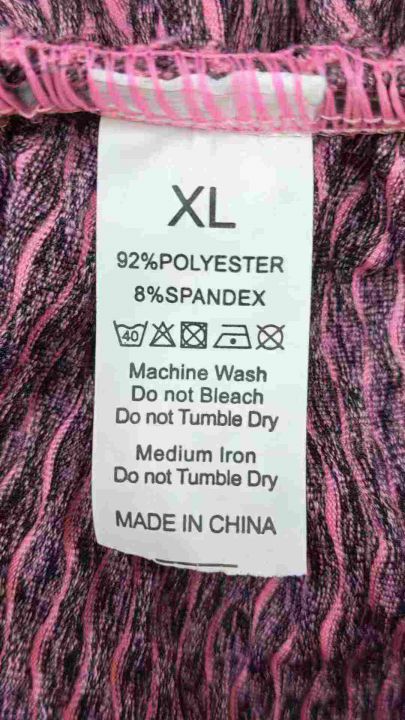 XL
92%POLYESTER
8%SPANDEX
40
Machine Wash
Do not Bleach
Do not Tumble Dry
Medium Iron
Do not Tumble Dry
MADE IN CHINA